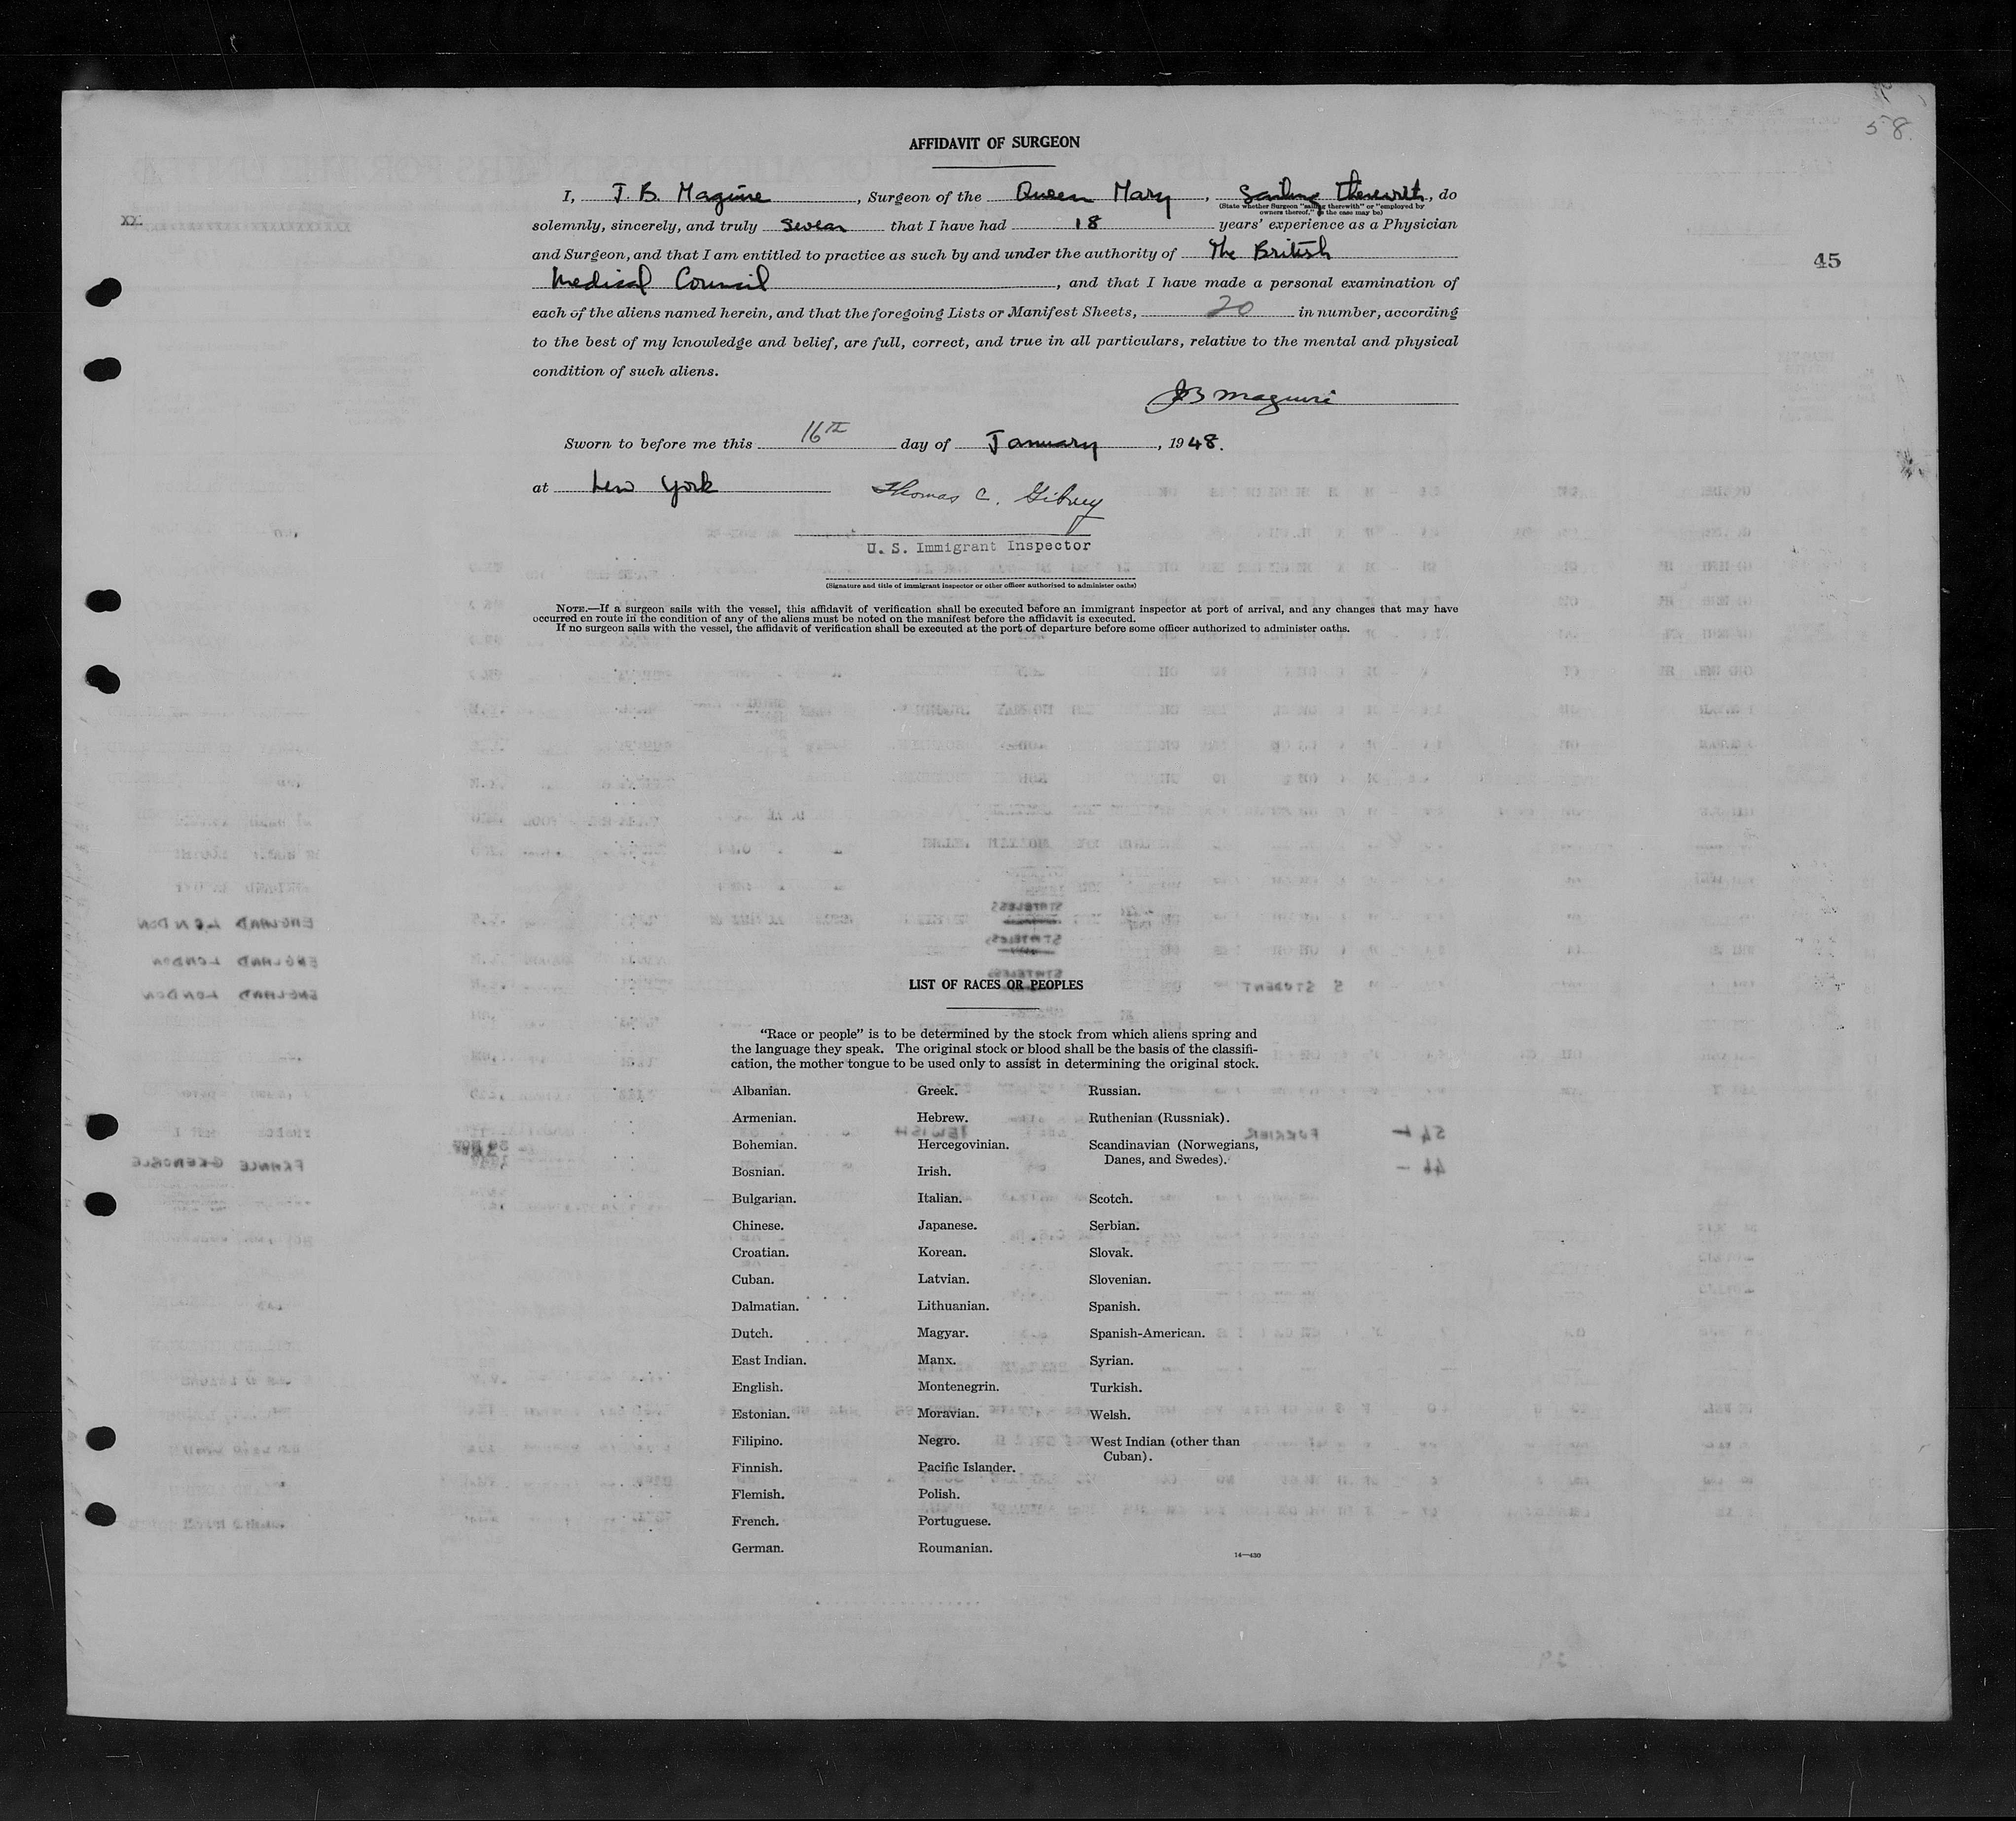 58.
AFFIDAVIT OF SURGEON
I, J. B. Maguire, Surgeon of the Queen Mary, Sailing therewith, do
(State whether Surgeon "sailing therewith" or "employed by
owners thereof," as the case may be)
solemnly, sincerely, and truly swear that I have had 18 years' experience as a Physician
and Surgeon, and that I am entitled to practice as such by and under the authority of The British
45
Medical Council, and that I have made a personal examination of
each of the aliens named herein, and that the foregoing Lists or Manifest Sheets, 20 in number, according
to the best of my knowledge and belief, are full, correct, and true in all particulars, relative to the mental and physical
condition of such aliens.
JB Maguire
Sworn to before me this 16TH day of January, 1948.
at New York Thomas C. Gibney
U. S. Immigrant Inspector
(Signature and title of immigrant inspector or other officer authorized to administer oaths)
NOTE.—If a surgeon sails with the vessel, this affidavit of verification shall be executed before an immigrant inspector at port of arrival, and any changes that may have
occurred en route in the condition of any of the aliens must be noted on the manifest before the affidavit is executed.
If no surgeon sails with the vessel, the affidavit of verification shall be executed at the port of departure before some officer authorized to administer oaths.
LIST OF RACES OR PEOPLES
"Race or people" is to be determined by the stock from which aliens spring and
the language they speak. The original stock or blood shall be the basis of the classifi-
cation, the mother tongue to be used only to assist in determining the original stock.
Albanian.
Armenian.
Bohemian.
Bosnian.
Bulgarian.
Chinese.
Croatian.
Cuban.
Dalmatian.
Dutch.
East Indian.
English.
Estonian.
Filipino.
Finnish.
Flemish.
French.
German.
Greek.
Hebrew.
Hercegovinian.
Irish.
Italian.
Japanese.
Korean.
Latvian.
Lithuanian.
Magyar.
Manx.
Montenegrin.
Moravian.
Negro.
Pacific Islander.
Polish.
Portuguese.
Roumanian.
Russian.
Ruthenian (Russniak).
Scandinavian (Norwegians,
Danes, and Swedes).
Scotch.
Serbian.
Slovak.
Slovenian.
Spanish.
Spanish-American.
Syrian.
Turkish.
Welsh.
West Indian (other than
Cuban).
14—430